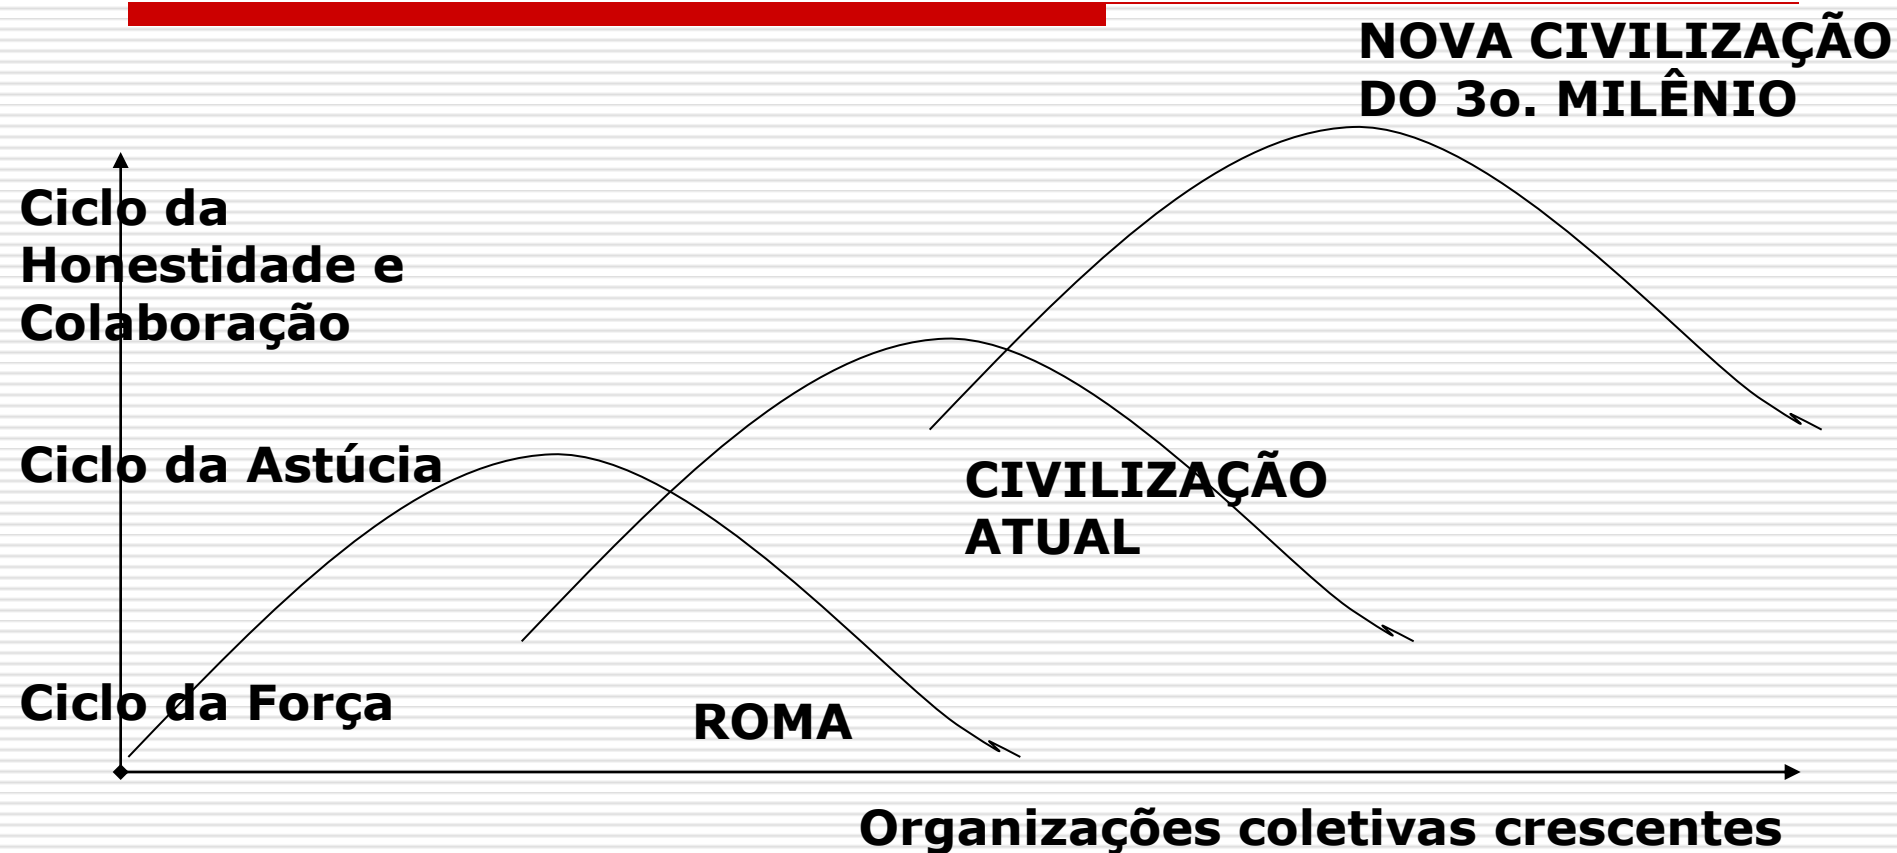 NOVA CIVILIZAÇÃO
DO 3o. MILÊNIO
Ciclo da
Honestidade e
Colaboração
Ciclo da Astúcia
CIVILIZAÇÃO
ATUAL
Ciclo da Força
ROMA
Organizações coletivas crescentes